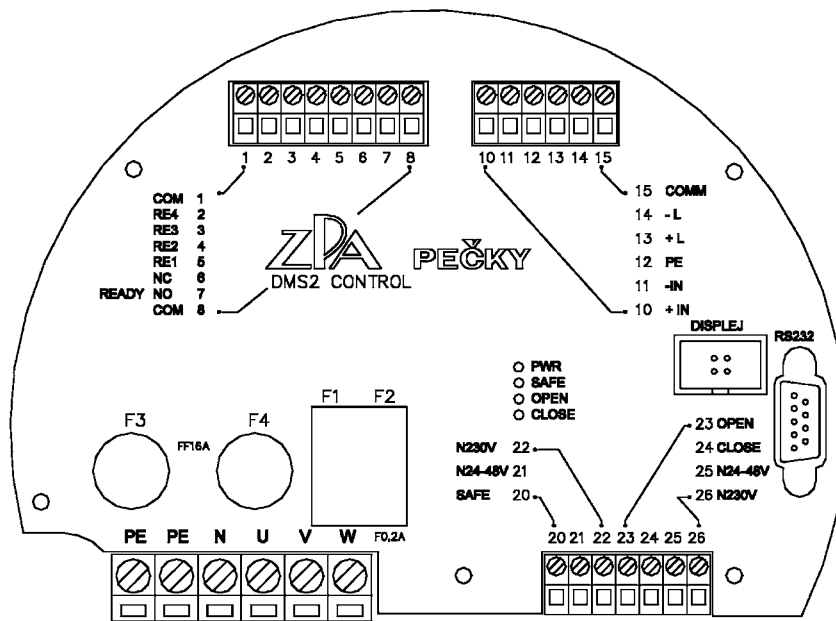 1 2 3 4 5 6 7 8
10 11 12 13 14 15
COM 1
RE4 2
RE3 3
RE2 4
RE1 5
NC 6
READY NO 7
COM 8
ZPA PEČKY
DMS2 CONTROL
15 COMM
14 -L
13 +L
12 PE
11 -IN
10 +IN
DISPLEJ
RS232
PWR
SAFE
OPEN
CLOSE
F1 F2
F3
FF16A
F4
N230V 22
N24-48V 21
SAFE 20
23 OPEN
24 CLOSE
25 N24-48V
26 N230V
PE PE N U V W F0,2A
20 21 22 23 24 25 26